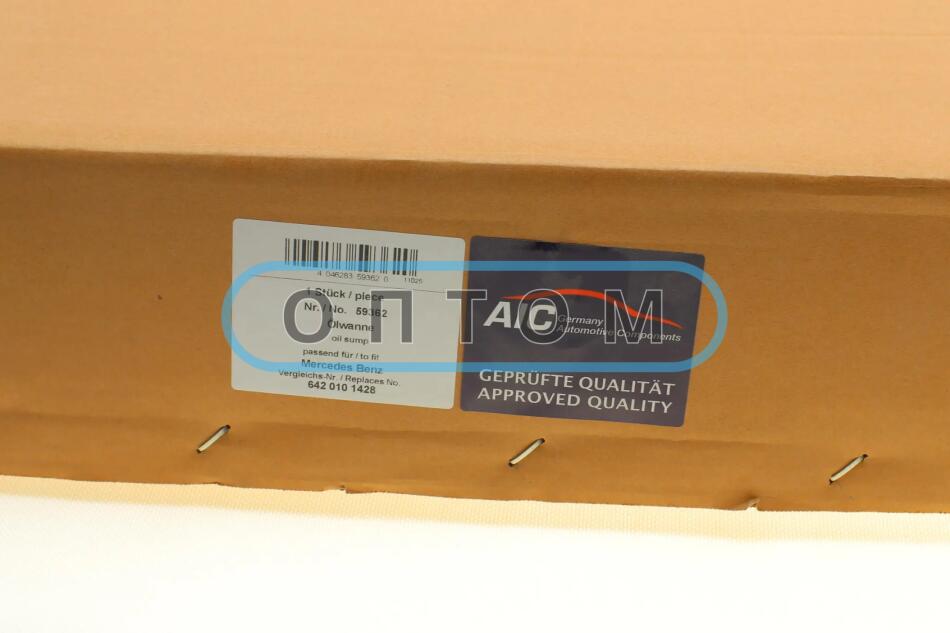 4 046283 59362 0 11025
1 Stück / piece
Nr. / No. 59362
Ölwanne
oil sump
passend für / to fit
Mercedes Benz
Vergleichs-Nr. / Replaces No.
642 010 1428
AIC Germany
Automotive Components
GEPRÜFTE QUALITÄT
APPROVED QUALITY
ОПТОМ